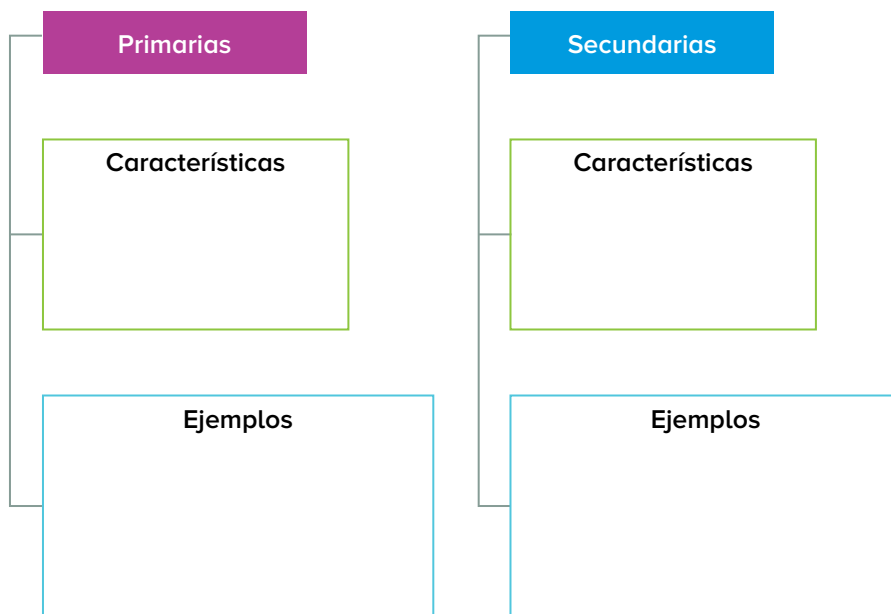 Primarias
Características
Ejemplos
Secundarias
Características
Ejemplos